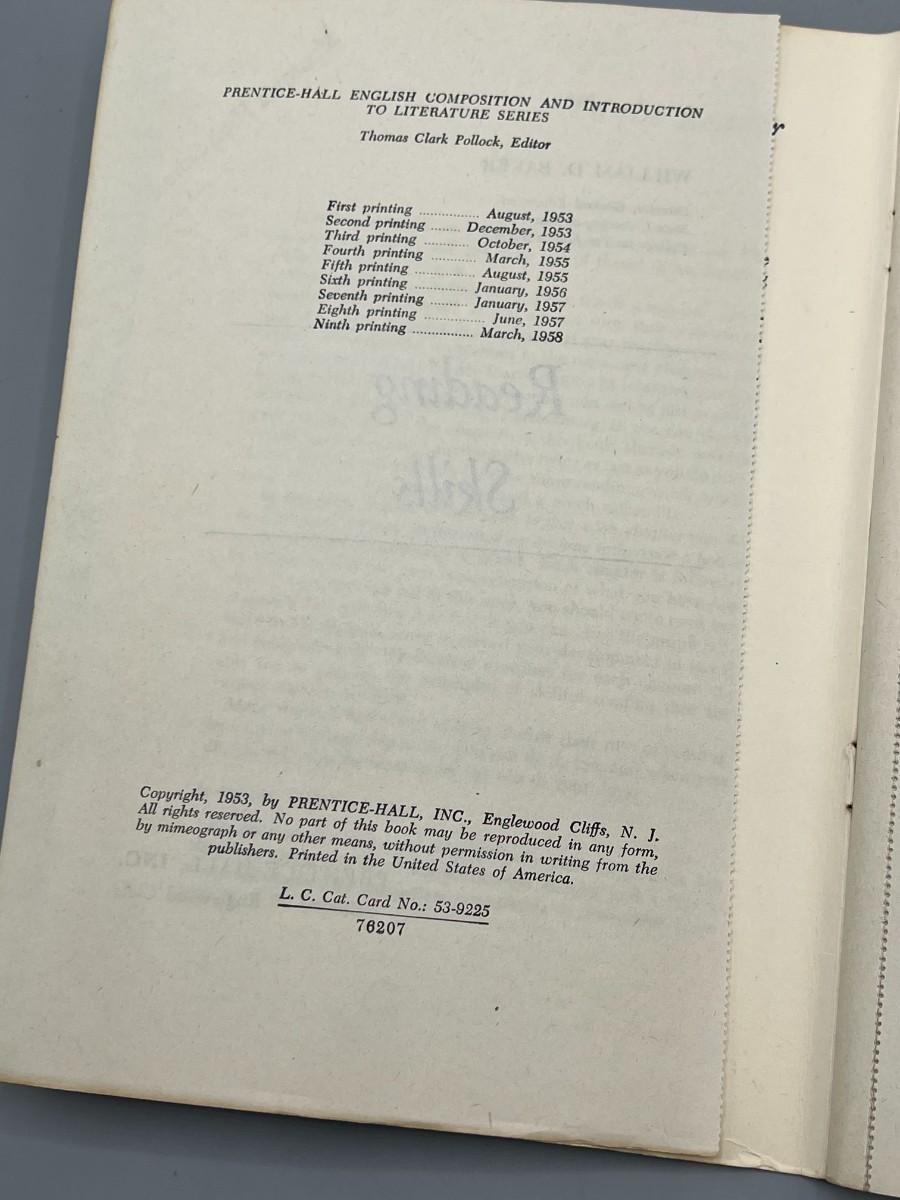 PRENTICE-HALL ENGLISH COMPOSITION AND INTRODUCTION
TO LITERATURE SERIES
Thomas Clark Pollock, Editor
First printing ............... August, 1953
Second printing ........ December, 1953
Third printing ............ October, 1954
Fourth printing ............ March, 1955
Fifth printing ................ August, 1955
Sixth printing .............. January, 1956
Seventh printing .......... January, 1957
Eighth printing ................ June, 1957
Ninth printing ................ March, 1958
WILLIAM D. BAKER
Reading
Skills
Copyright, 1953, by PRENTICE-HALL, INC., Englewood Cliffs, N. J.
All rights reserved. No part of this book may be reproduced in any form,
by mimeograph or any other means, without permission in writing from the
publishers. Printed in the United States of America.
L. C. Cat. Card No.: 53-9225
76207